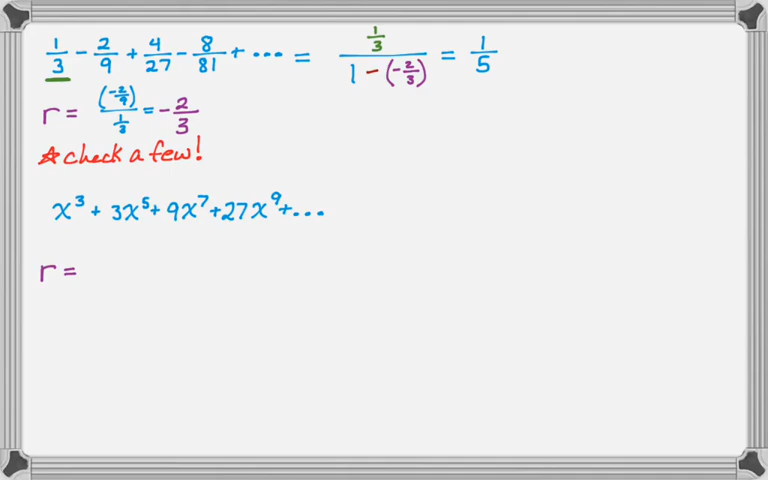 1/3 - 2/9 + 4/27 - 8/81 + ... = (1/3)/(1 - (-2/3)) = 1/5
r = (-2/9)/(1/3) = -2/3
☆check a few!
x³ + 3x⁵ + 9x⁷ + 27x⁹ + ...
r =